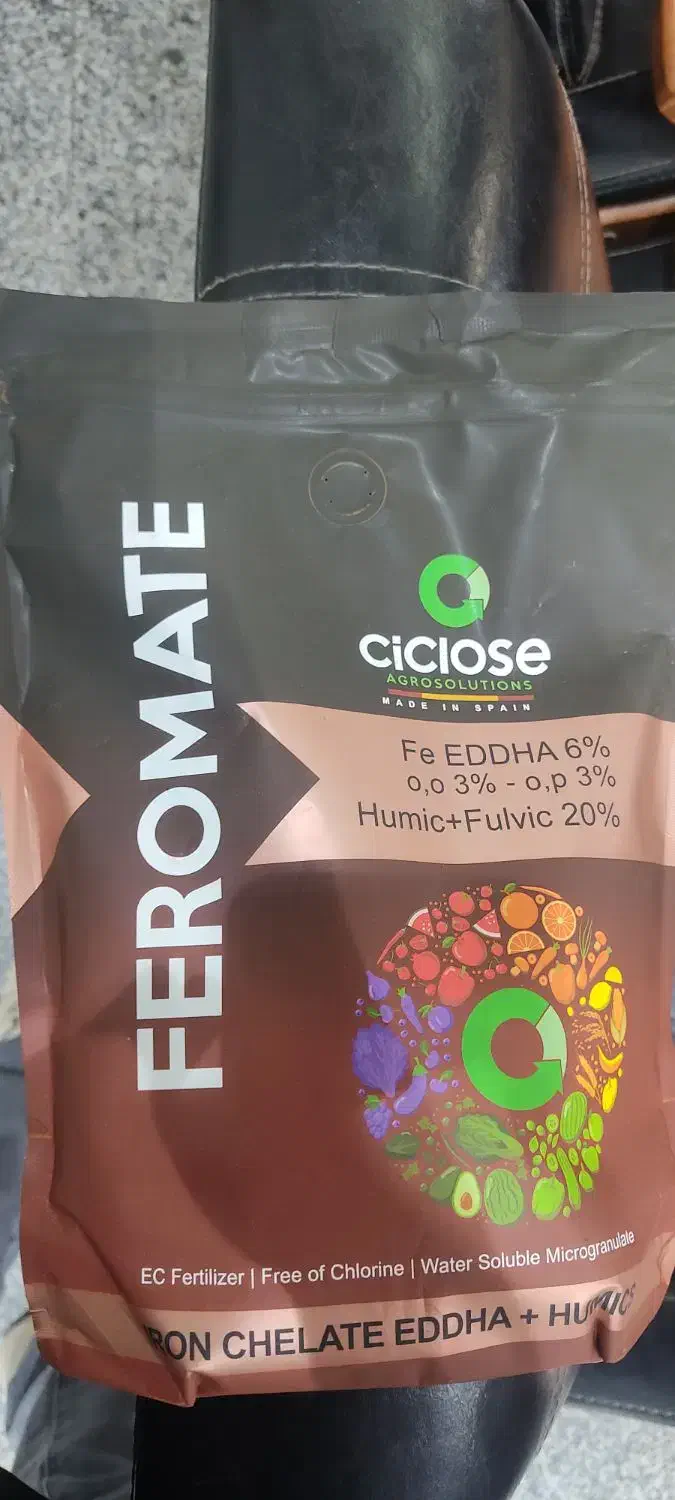 FEROMATE
ciclose
AGROSOLUTIONS
MADE IN SPAIN
Fe EDDHA 6%
o,o 3% - o,p 3%
Humic+Fulvic 20%
EC Fertilizer | Free of Chlorine | Water Soluble Microgranulate
IRON CHELATE EDDHA + HUMICS